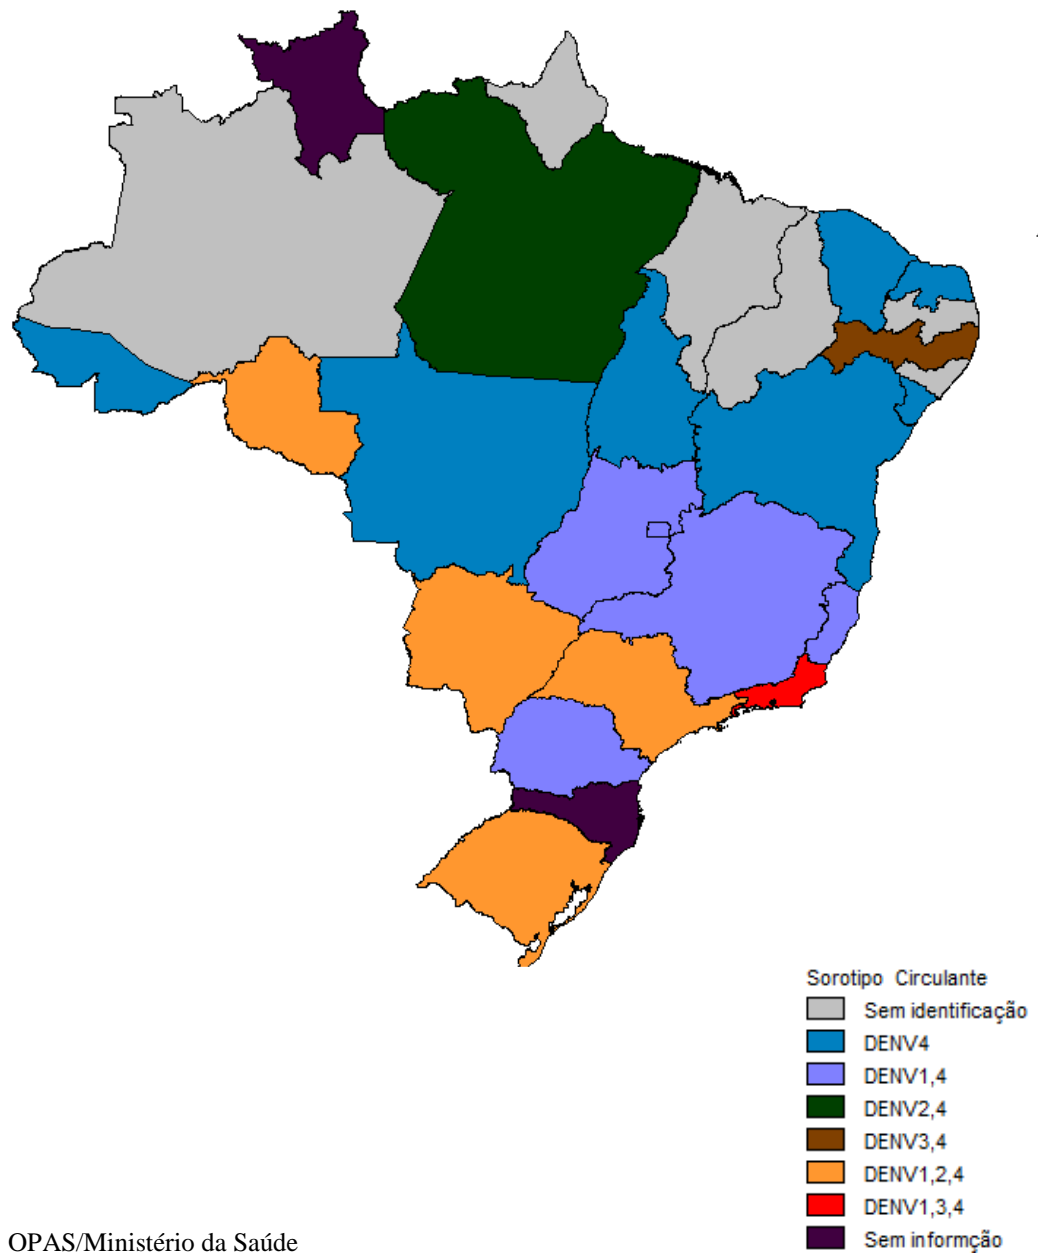 Sorotipo Circulante
Sem identificação
DENV4
DENV1,4
DENV2,4
DENV3,4
DENV1,2,4
DENV1,3,4
Sem informção
OPAS/Ministério da Saúde